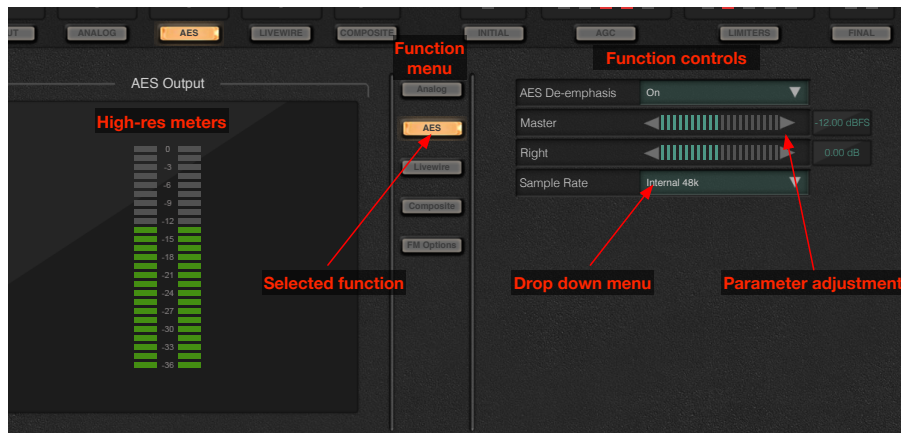 UT ANALOG AES LIVEWIRE COMPOSITE INITIAL AGC LIMITERS FINAL
Function
menu
Function controls
AES Output
High-res meters
0
-3
-6
-9
-12
-15
-18
-21
-24
-27
-30
-33
-36
Analog
AES
Livewire
Composite
FM Options
AES De-emphasis On
Master -12.00 dBFS
Right 0.00 dB
Sample Rate Internal 48k
Selected function
Drop down menu
Parameter adjustment